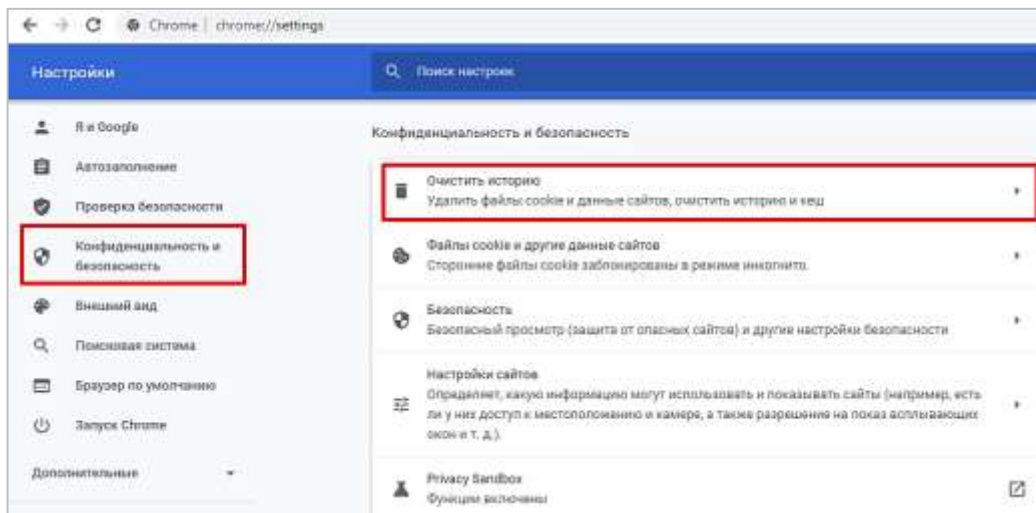 Chrome | chrome://settings
Настройки
Поиск настроек
Я и Google
Автозаполнение
Проверка безопасности
Конфиденциальность и
безопасность
Внешний вид
Поисковая система
Браузер по умолчанию
Запуск Chrome
Дополнительные
Конфиденциальность и безопасность
Очистить историю
Удалить файлы cookie и данные сайтов, очистить историю и кеш
Файлы cookie и другие данные сайтов
Сторонние файлы cookie заблокированы в режиме инкогнито.
Безопасность
Безопасный просмотр (защита от опасных сайтов) и другие настройки безопасности
Настройки сайтов
Определяет, какую информацию могут использовать и показывать сайты (например, есть
ли у них доступ к местоположению и камере, а также разрешение на показ всплывающих
окон и т. д.).
Privacy Sandbox
Функции включены